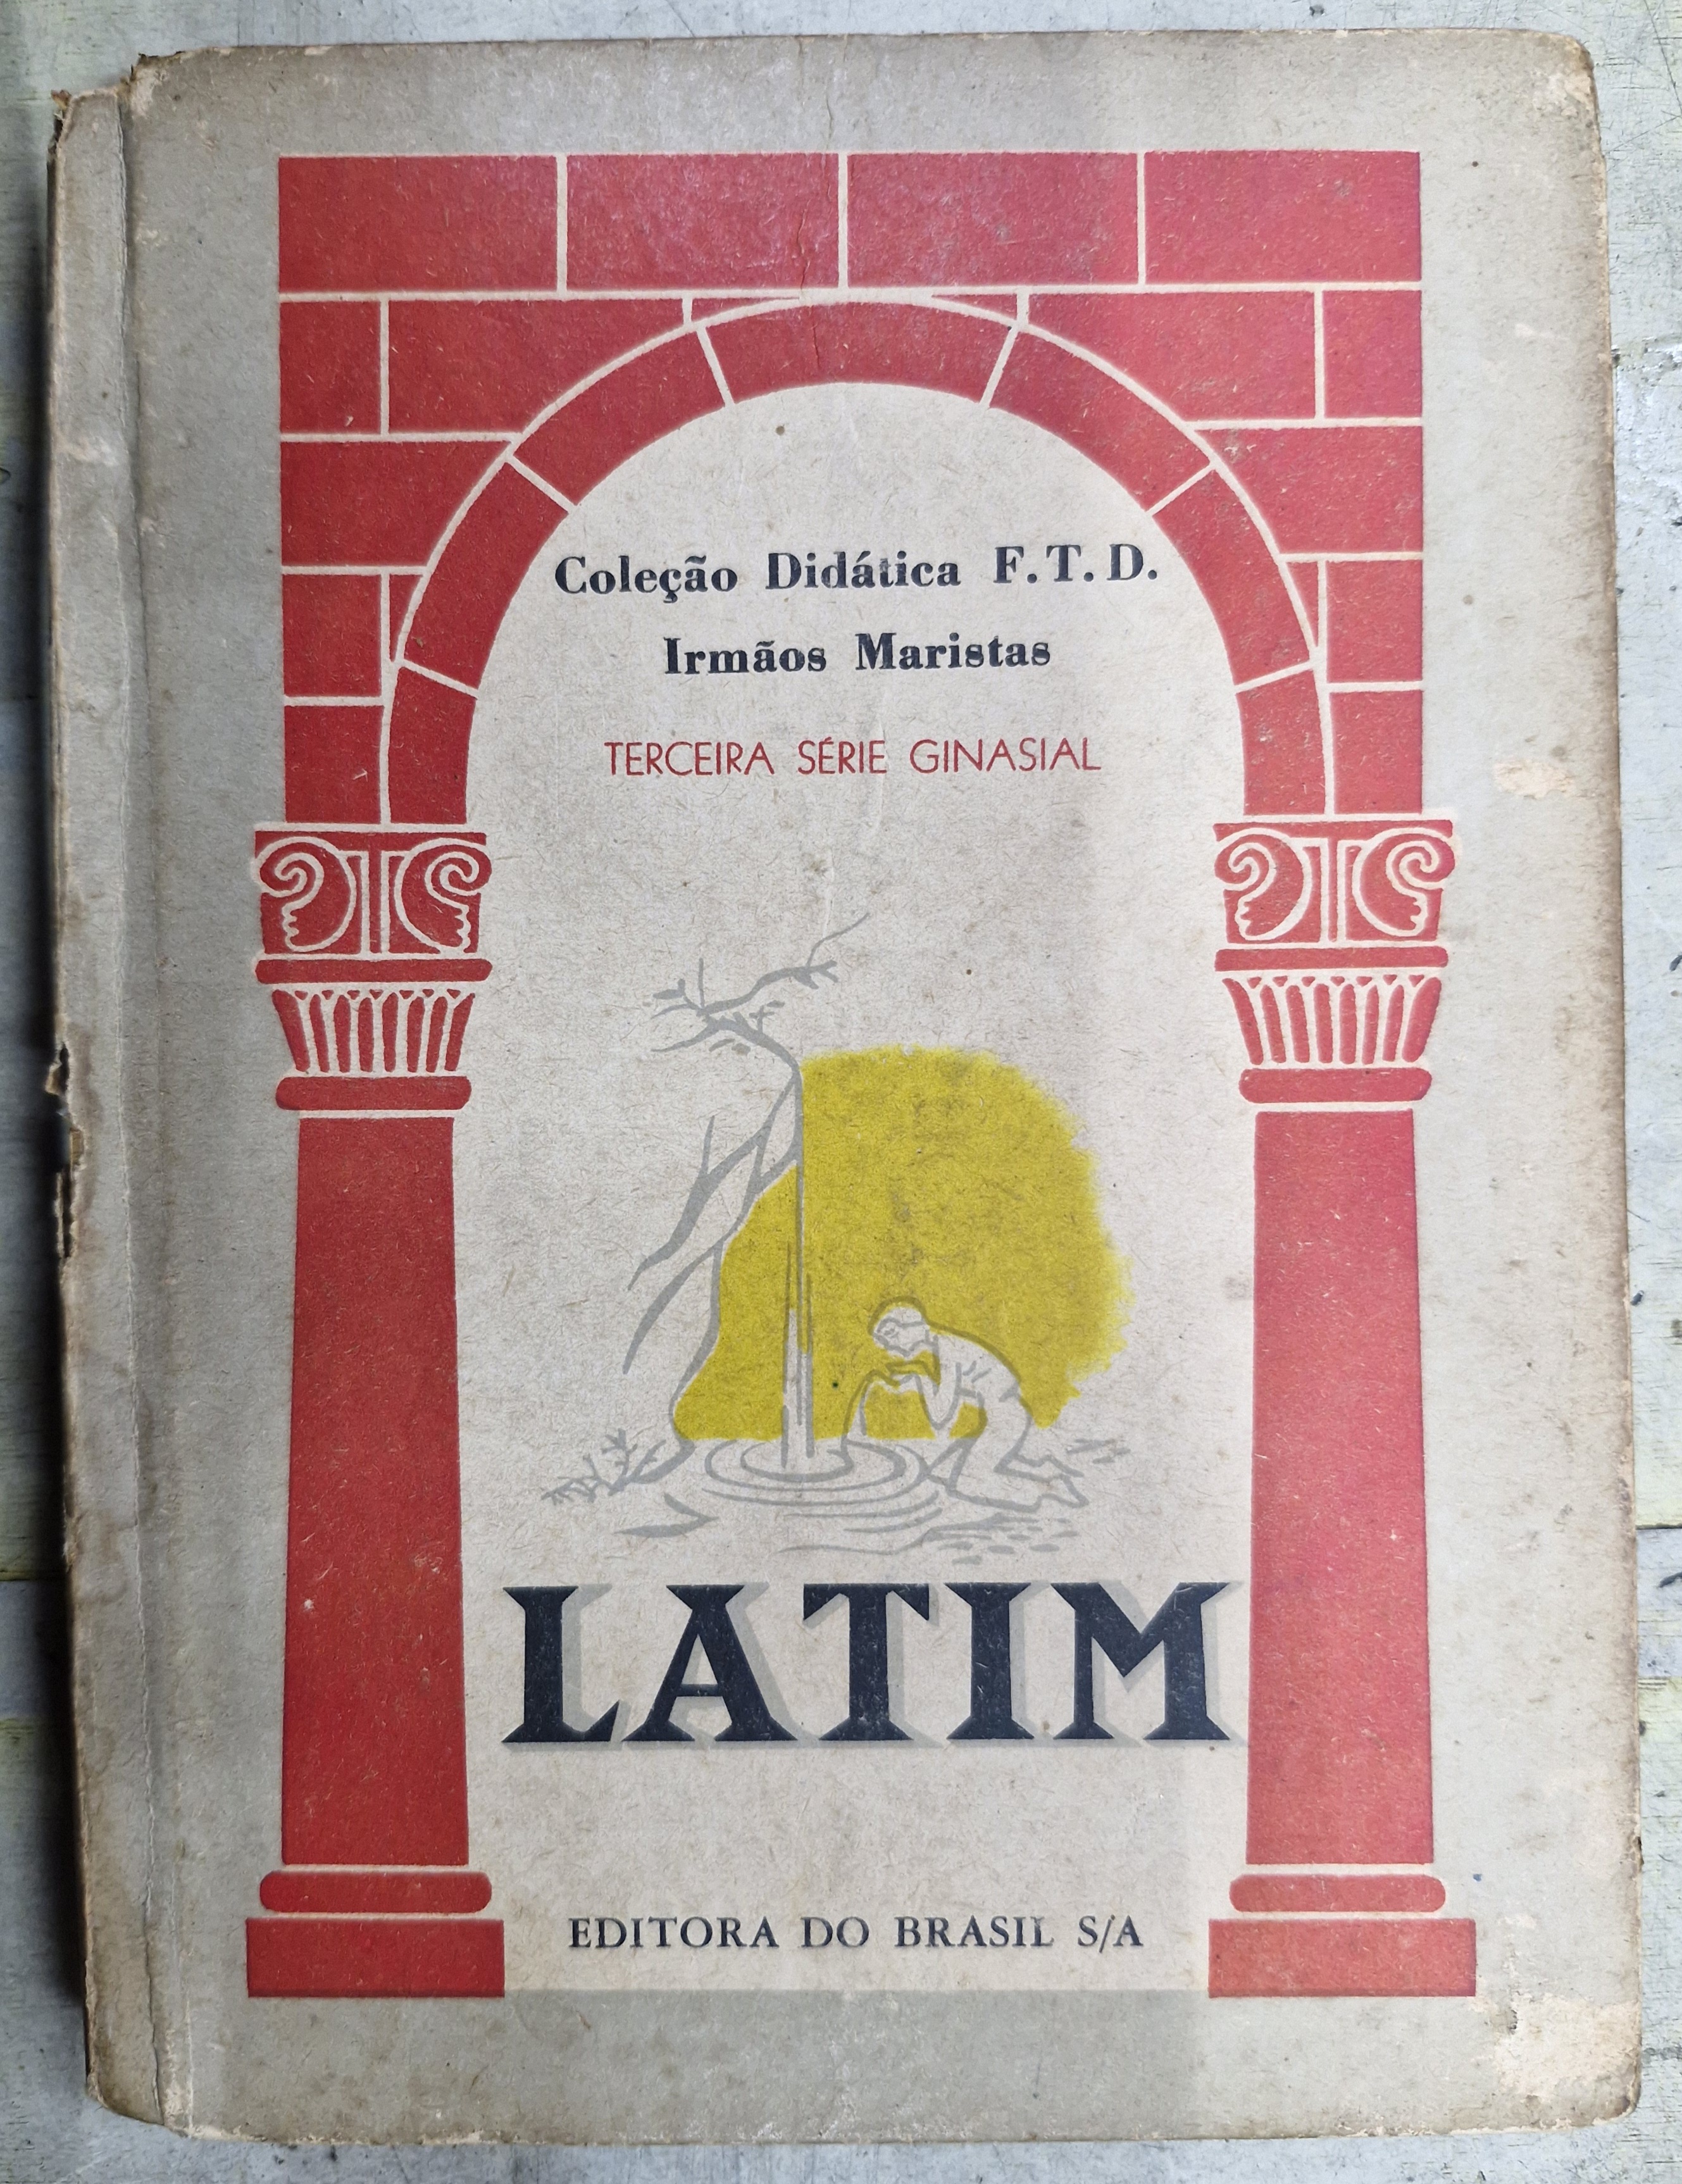 Coleção Didática F.T.D.
Irmãos Maristas
TERCEIRA SÉRIE GINASIAL
LATIM
EDITORA DO BRASIL S/A